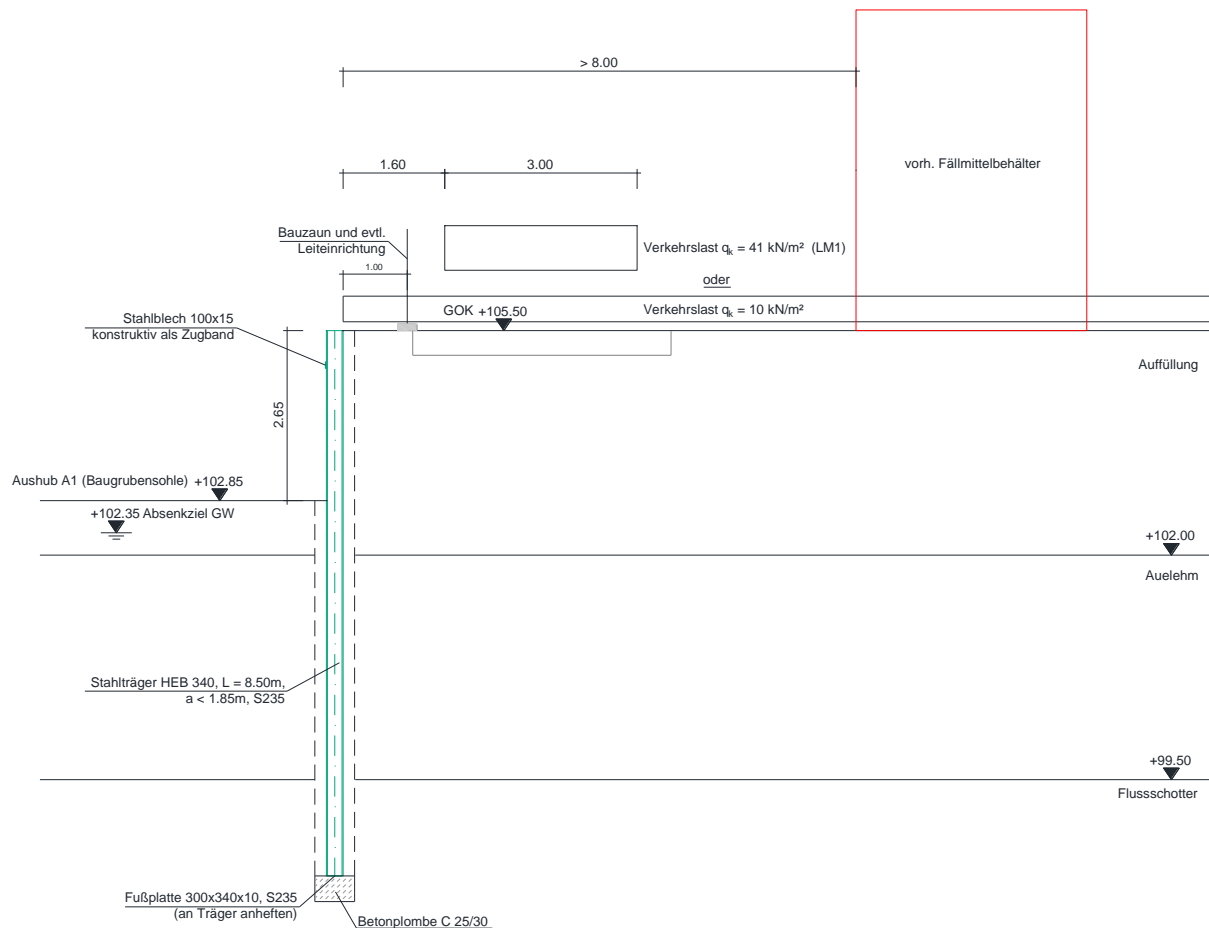 > 8.00
vorh. Fällmittelbehälter
1.60
3.00
Bauzaun und evtl.
Leiteinrichtung
1.00
Verkehrslast qk = 41 kN/m² (LM1)
oder
Verkehrslast qk = 10 kN/m²
GOK +105.50
Stahlblech 100x15
konstruktiv als Zugband
Auffüllung
2.65
Aushub A1 (Baugrubensohle) +102.85
+102.35 Absenkziel GW
+102.00
Auelehm
Stahlträger HEB 340, L = 8.50m,
a < 1.85m, S235
+99.50
Flussschotter
Fußplatte 300x340x10, S235
(an Träger anheften)
Betonplombe C 25/30